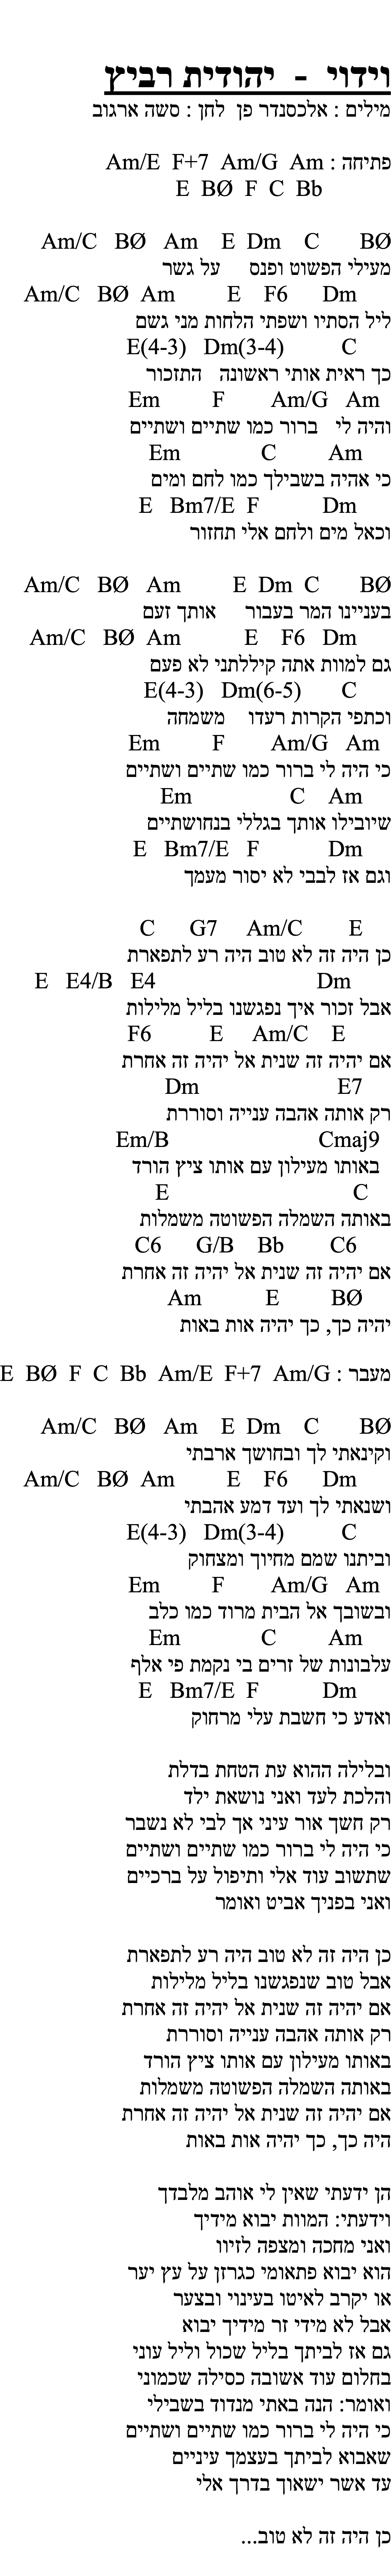 וידוי - יהודית רביץ
מילים : אלכסנדר פן לחן : סשה ארגוב
פתיחה : Am/E F+7 Am/G Am
E BØ F C Bb
Am/C BØ Am E Dm C BØ
מעילי הפשוט ופנס על גשר
Am/C BØ Am E F6 Dm
ליל הסתיו ושפתי הלחות מני גשם
E(4-3) Dm(3-4) C
כך ראית אותי ראשונה התזכור
Em F Am/G Am
והיה לי ברור כמו שתיים ושתיים
Em C Am
כי אהיה בשבילך כמו לחם ומים
E Bm7/E F Dm
וכאל מים ולחם אלי תחזור
Am/C BØ Am E Dm C BØ
בעניינו המר בעבור אותך זעם
Am/C BØ Am E F6 Dm
גם למוות אתה קיללתני לא פעם
E(4-3) Dm(6-5) C
וכתפי הקרות רעדו משמחה
Em F Am/G Am
כי היה לי ברור כמו שתיים ושתיים
Em C Am
שיובילו אותך בגללי בנחושתיים
E Bm7/E F Dm
וגם אז לבבי לא יסור מעמך
C G7 Am/C E
כן היה זה לא טוב היה רע לתפארת
E E4/B E4 Dm
אבל זכור איך נפגשנו בליל מלילות
F6 E Am/C E
אם יהיה זה שנית אל יהיה זה אחרת
Dm E7
רק אותה אהבה ענייה וסוררת
Em/B Cmaj9
באותו מעילון עם אותו ציץ הורד
E C
באותה השמלה הפשוטה משמלות
C6 G/B Bb C6
אם יהיה זה שנית אל יהיה זה אחרת
Am E BØ
יהיה כך, כך יהיה אות באות
מעבר : E BØ F C Bb Am/E F+7 Am/G
Am/C BØ Am E Dm C BØ
וקינאתי לך ובחושך ארבתי
Am/C BØ Am E F6 Dm
ושנאתי לך ועד דמע אהבתי
E(4-3) Dm(3-4) C
וביתנו שמם מחיוך ומצחוק
Em F Am/G Am
ובשובך אל הבית מרוד כמו כלב
Em C Am
עלבונות של זרים בי נקמת פי אלף
E Bm7/E F Dm
ואדע כי חשבת עלי מרחוק
ובלילה ההוא עת הטחת בדלת
והלכת לעד ואני נושאת ילד
רק חשך אור עיני אך לבי לא נשבר
כי היה לי ברור כמו שתיים ושתיים
שתשוב עוד אלי ותיפול על ברכיים
ואני בפניך אביט ואומר
כן היה זה לא טוב היה רע לתפארת
אבל טוב שנפגשנו בליל מלילות
אם יהיה זה שנית אל יהיה זה אחרת
רק אותה אהבה ענייה וסוררת
באותו מעילון עם אותו ציץ הורד
באותה השמלה הפשוטה משמלות
אם יהיה זה שנית אל יהיה זה אחרת
היה כך, כך יהיה אות באות
הן ידעתי שאין לי אוהב מלבדך
וידעתי: המוות יבוא מידיך
ואני מחכה ומצפה לזיוו
הוא יבוא פתאומי כגרזן על עץ יער
או יקרב לאיטו בעינוי ובצער
אבל לא מידי זר מידיך יבוא
גם אז לביתך בליל שכול וליל עוני
בחלום עוד אשובה כסילה שכמוני
ואומר: הנה באתי מנדוד בשבילי
כי היה לי ברור כמו שתיים ושתיים
שאבוא לביתך בעצמך עיניים
עד אשר ישאוך בדרך אלי
כן היה זה לא טוב...